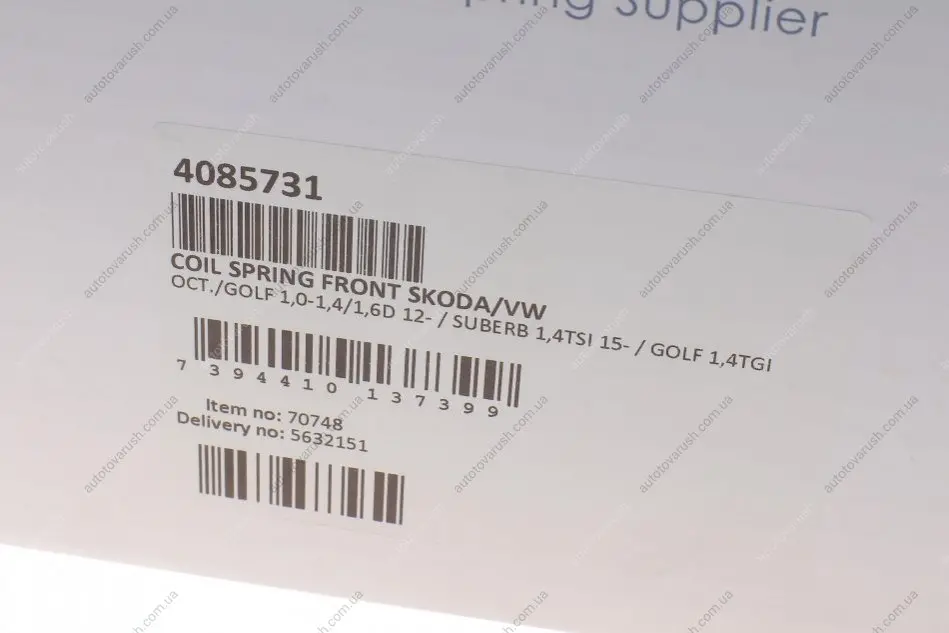 Spring Supplier
4085731
COIL SPRING FRONT SKODA/VW
OCT./GOLF 1,0-1,4/1,6D 12- / SUBERB 1,4TSI 15- / GOLF 1,4TGI
7 394410 137399
Item no: 70748
Delivery no: 5632151
autotovarush.com.ua